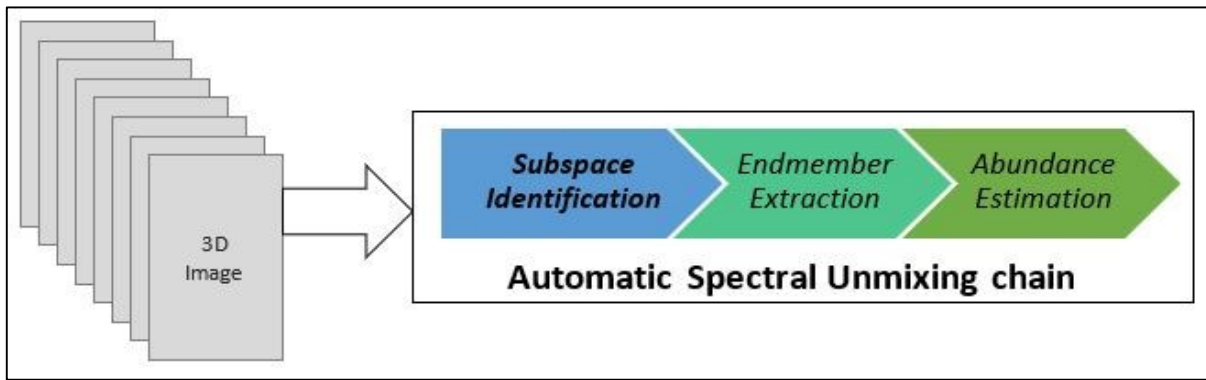 3D
Image
Subspace
Identification
Endmember
Extraction
Abundance
Estimation
Automatic Spectral Unmixing chain